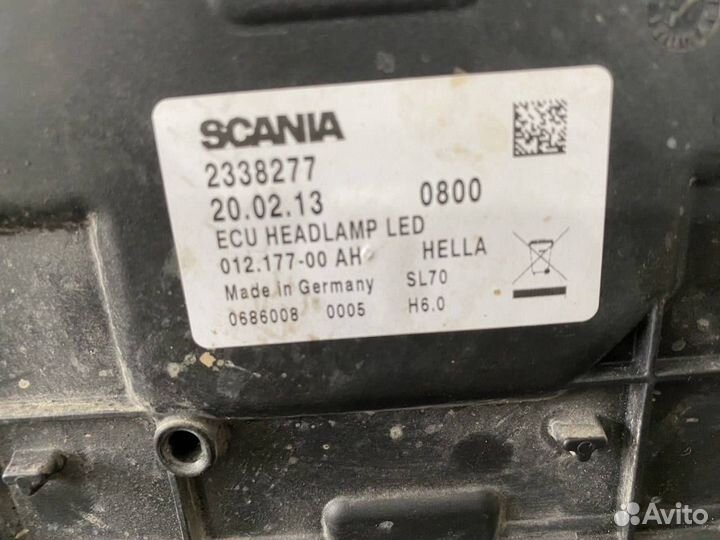 SCANIA
2338277
20.02.13 0800
ECU HEADLAMP LED
012.177-00 AH HELLA
Made in Germany SL70
0686008 0005 H6.0
Avito